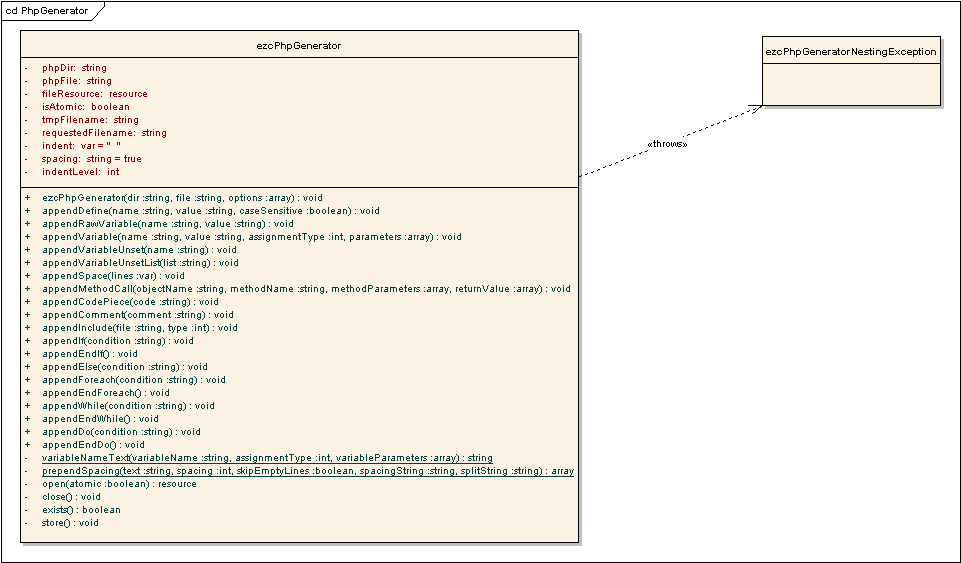 cd PhpGenerator
ezcPhpGenerator
- phpDir: string
- phpFile: string
- fileResource: resource
- isAtomic: boolean
- tmpFilename: string
- requestedFilename: string
- indent: var = "  "
- spacing: string = true
- indentLevel: int
+ ezcPhpGenerator(dir :string, file :string, options :array) : void
+ appendDefine(name :string, value :string, caseSensitive :boolean) : void
+ appendRawVariable(name :string, value :string) : void
+ appendVariable(name :string, value :string, assignmentType :int, parameters :array) : void
+ appendVariableUnset(name :string) : void
+ appendVariableUnsetList(list :string) : void
+ appendSpace(lines :var) : void
+ appendMethodCall(objectName :string, methodName :string, methodParameters :array, returnValue :array) : void
+ appendCodePiece(code :string) : void
+ appendComment(comment :string) : void
+ appendInclude(file :string, type :int) : void
+ appendIf(condition :string) : void
+ appendEndIf() : void
+ appendElse(condition :string) : void
+ appendForeach(condition :string) : void
+ appendEndForeach() : void
+ appendWhile(condition :string) : void
+ appendEndWhile() : void
+ appendDo(condition :string) : void
+ appendEndDo() : void
- variableNameText(variableName :string, assignmentType :int, variableParameters :array) : string
- prependSpacing(text :string, spacing :int, skipEmptyLines :boolean, spacingString :string, splitString :string) : array
- open(atomic :boolean) : resource
- close() : void
- exists() : boolean
- store() : void
«throws»
ezcPhpGeneratorNestingException